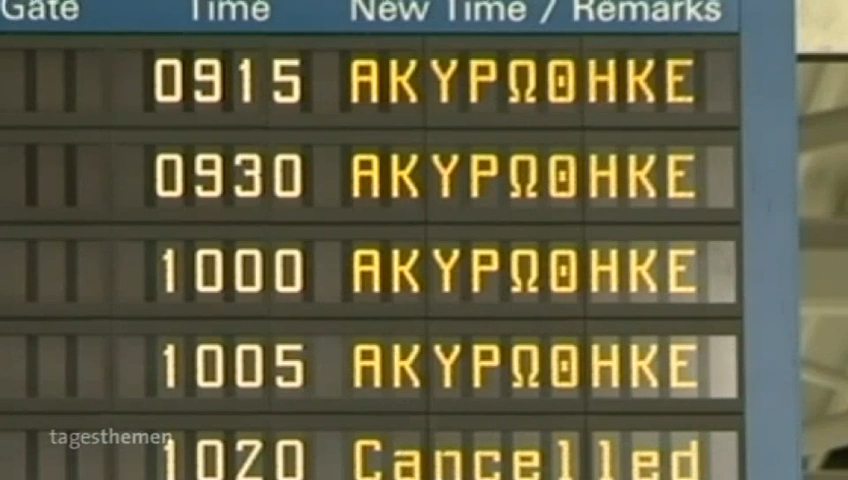 Gate Time New Time / Remarks
0915 ΑΚΥΡΩΘΗΚΕ
0930 ΑΚΥΡΩΘΗΚΕ
1000 ΑΚΥΡΩΘΗΚΕ
1005 ΑΚΥΡΩΘΗΚΕ
1020 Cancelled
tagesthemen